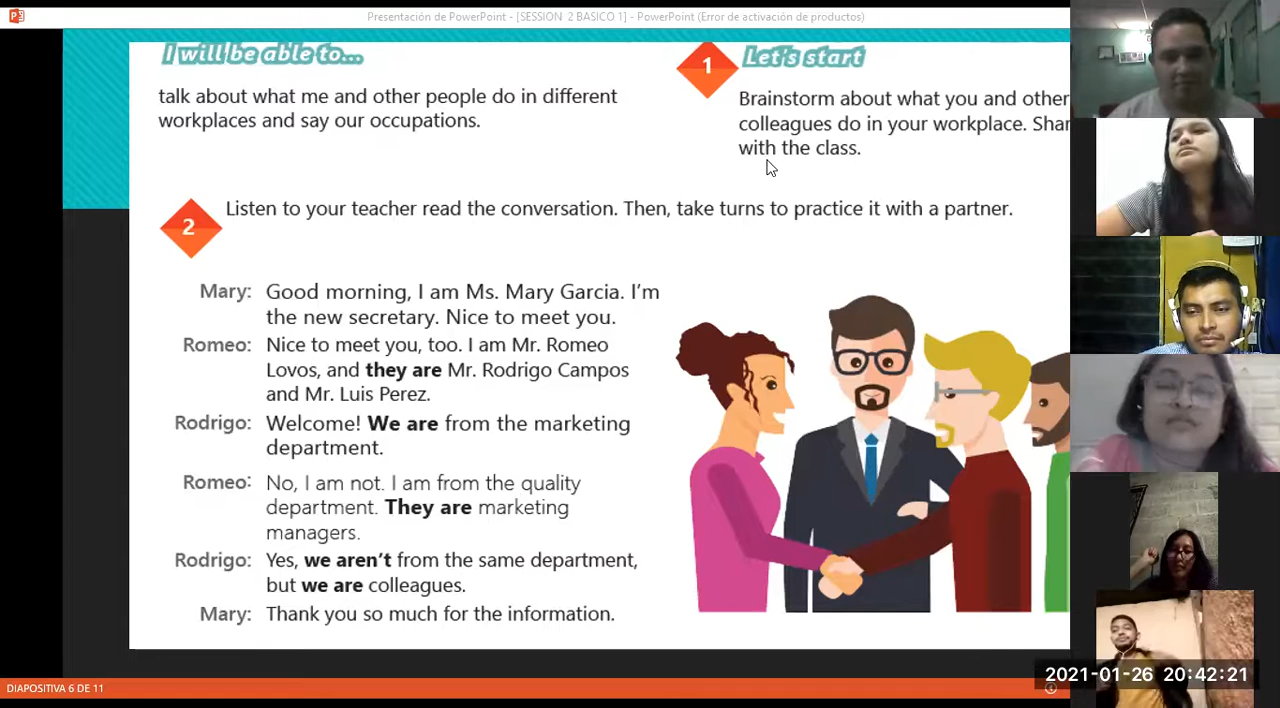 Presentación de PowerPoint - [SESSION 2 BASICO 1] - PowerPoint (Error de activación de productos)
I will be able to...
talk about what me and other people do in different
workplaces and say our occupations.
1
Let's start
Brainstorm about what you and other
colleagues do in your workplace. Shar
with the class.
2
Listen to your teacher read the conversation. Then, take turns to practice it with a partner.
Mary: Good morning, I am Ms. Mary Garcia. I'm
the new secretary. Nice to meet you.
Romeo: Nice to meet you, too. I am Mr. Romeo
Lovos, and they are Mr. Rodrigo Campos
and Mr. Luis Perez.
Rodrigo: Welcome! We are from the marketing
department.
Romeo: No, I am not. I am from the quality
department. They are marketing
managers.
Rodrigo: Yes, we aren't from the same department,
but we are colleagues.
Mary: Thank you so much for the information.
DIAPOSITIVA 6 DE 11
2021-01-26 20:42:21